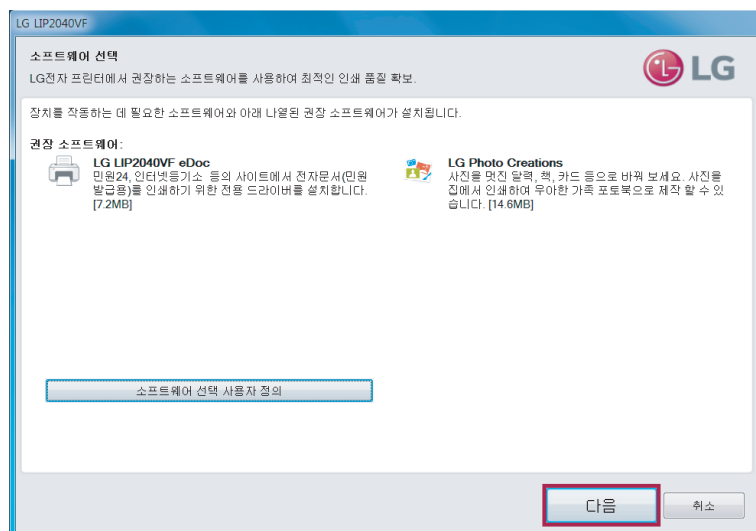 LG LIP2040VF
소프트웨어 선택
LG전자 프린터에서 권장하는 소프트웨어를 사용하여 최적인 인쇄 품질 확보.
LG
장치를 작동하는 데 필요한 소프트웨어와 아래 나열된 권장 소프트웨어가 설치됩니다.
권장 소프트웨어:
LG LIP2040VF eDoc
민원24, 인터넷등기소 등의 사이트에서 전자문서(민원
발급용)를 인쇄하기 위한 전용 드라이버를 설치합니다.
[7.2MB]
LG Photo Creations
사진을 멋진 달력, 책, 카드 등으로 바꿔 보세요. 사진을
집에서 인쇄하여 우아한 가족 포토북으로 제작 할 수 있
습니다. [14.6MB]
소프트웨어 선택 사용자 정의
다음
취소